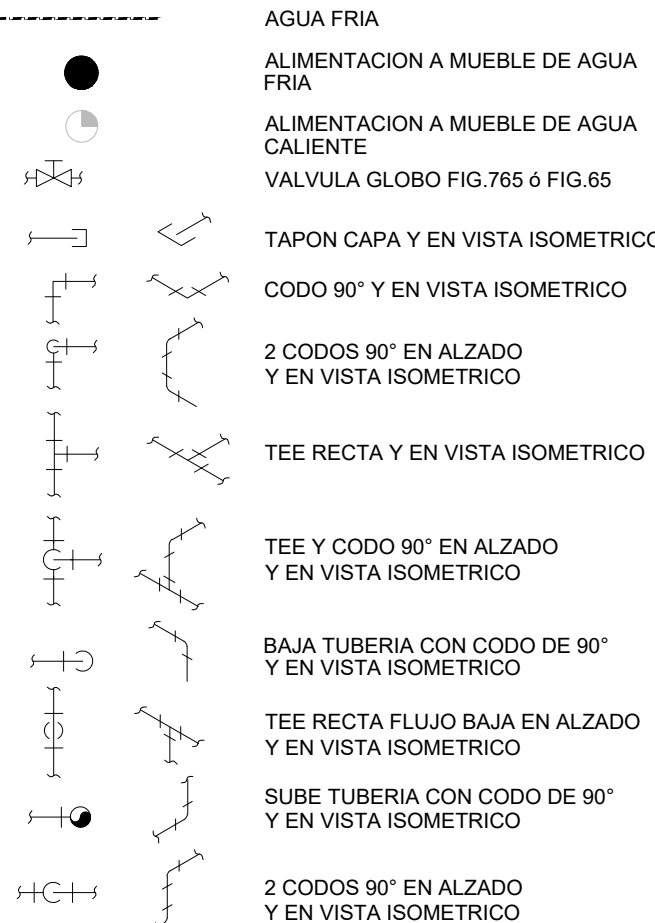 AGUA FRIA
ALIMENTACION A MUEBLE DE AGUA
FRIA
ALIMENTACION A MUEBLE DE AGUA
CALIENTE
VALVULA GLOBO FIG.765 ó FIG.65
TAPON CAPA Y EN VISTA ISOMETRICO
CODO 90° Y EN VISTA ISOMETRICO
2 CODOS 90° EN ALZADO
Y EN VISTA ISOMETRICO
TEE RECTA Y EN VISTA ISOMETRICO
TEE Y CODO 90° EN ALZADO
Y EN VISTA ISOMETRICO
BAJA TUBERIA CON CODO DE 90°
Y EN VISTA ISOMETRICO
TEE RECTA FLUJO BAJA EN ALZADO
Y EN VISTA ISOMETRICO
SUBE TUBERIA CON CODO DE 90°
Y EN VISTA ISOMETRICO
2 CODOS 90° EN ALZADO
Y EN VISTA ISOMETRICO